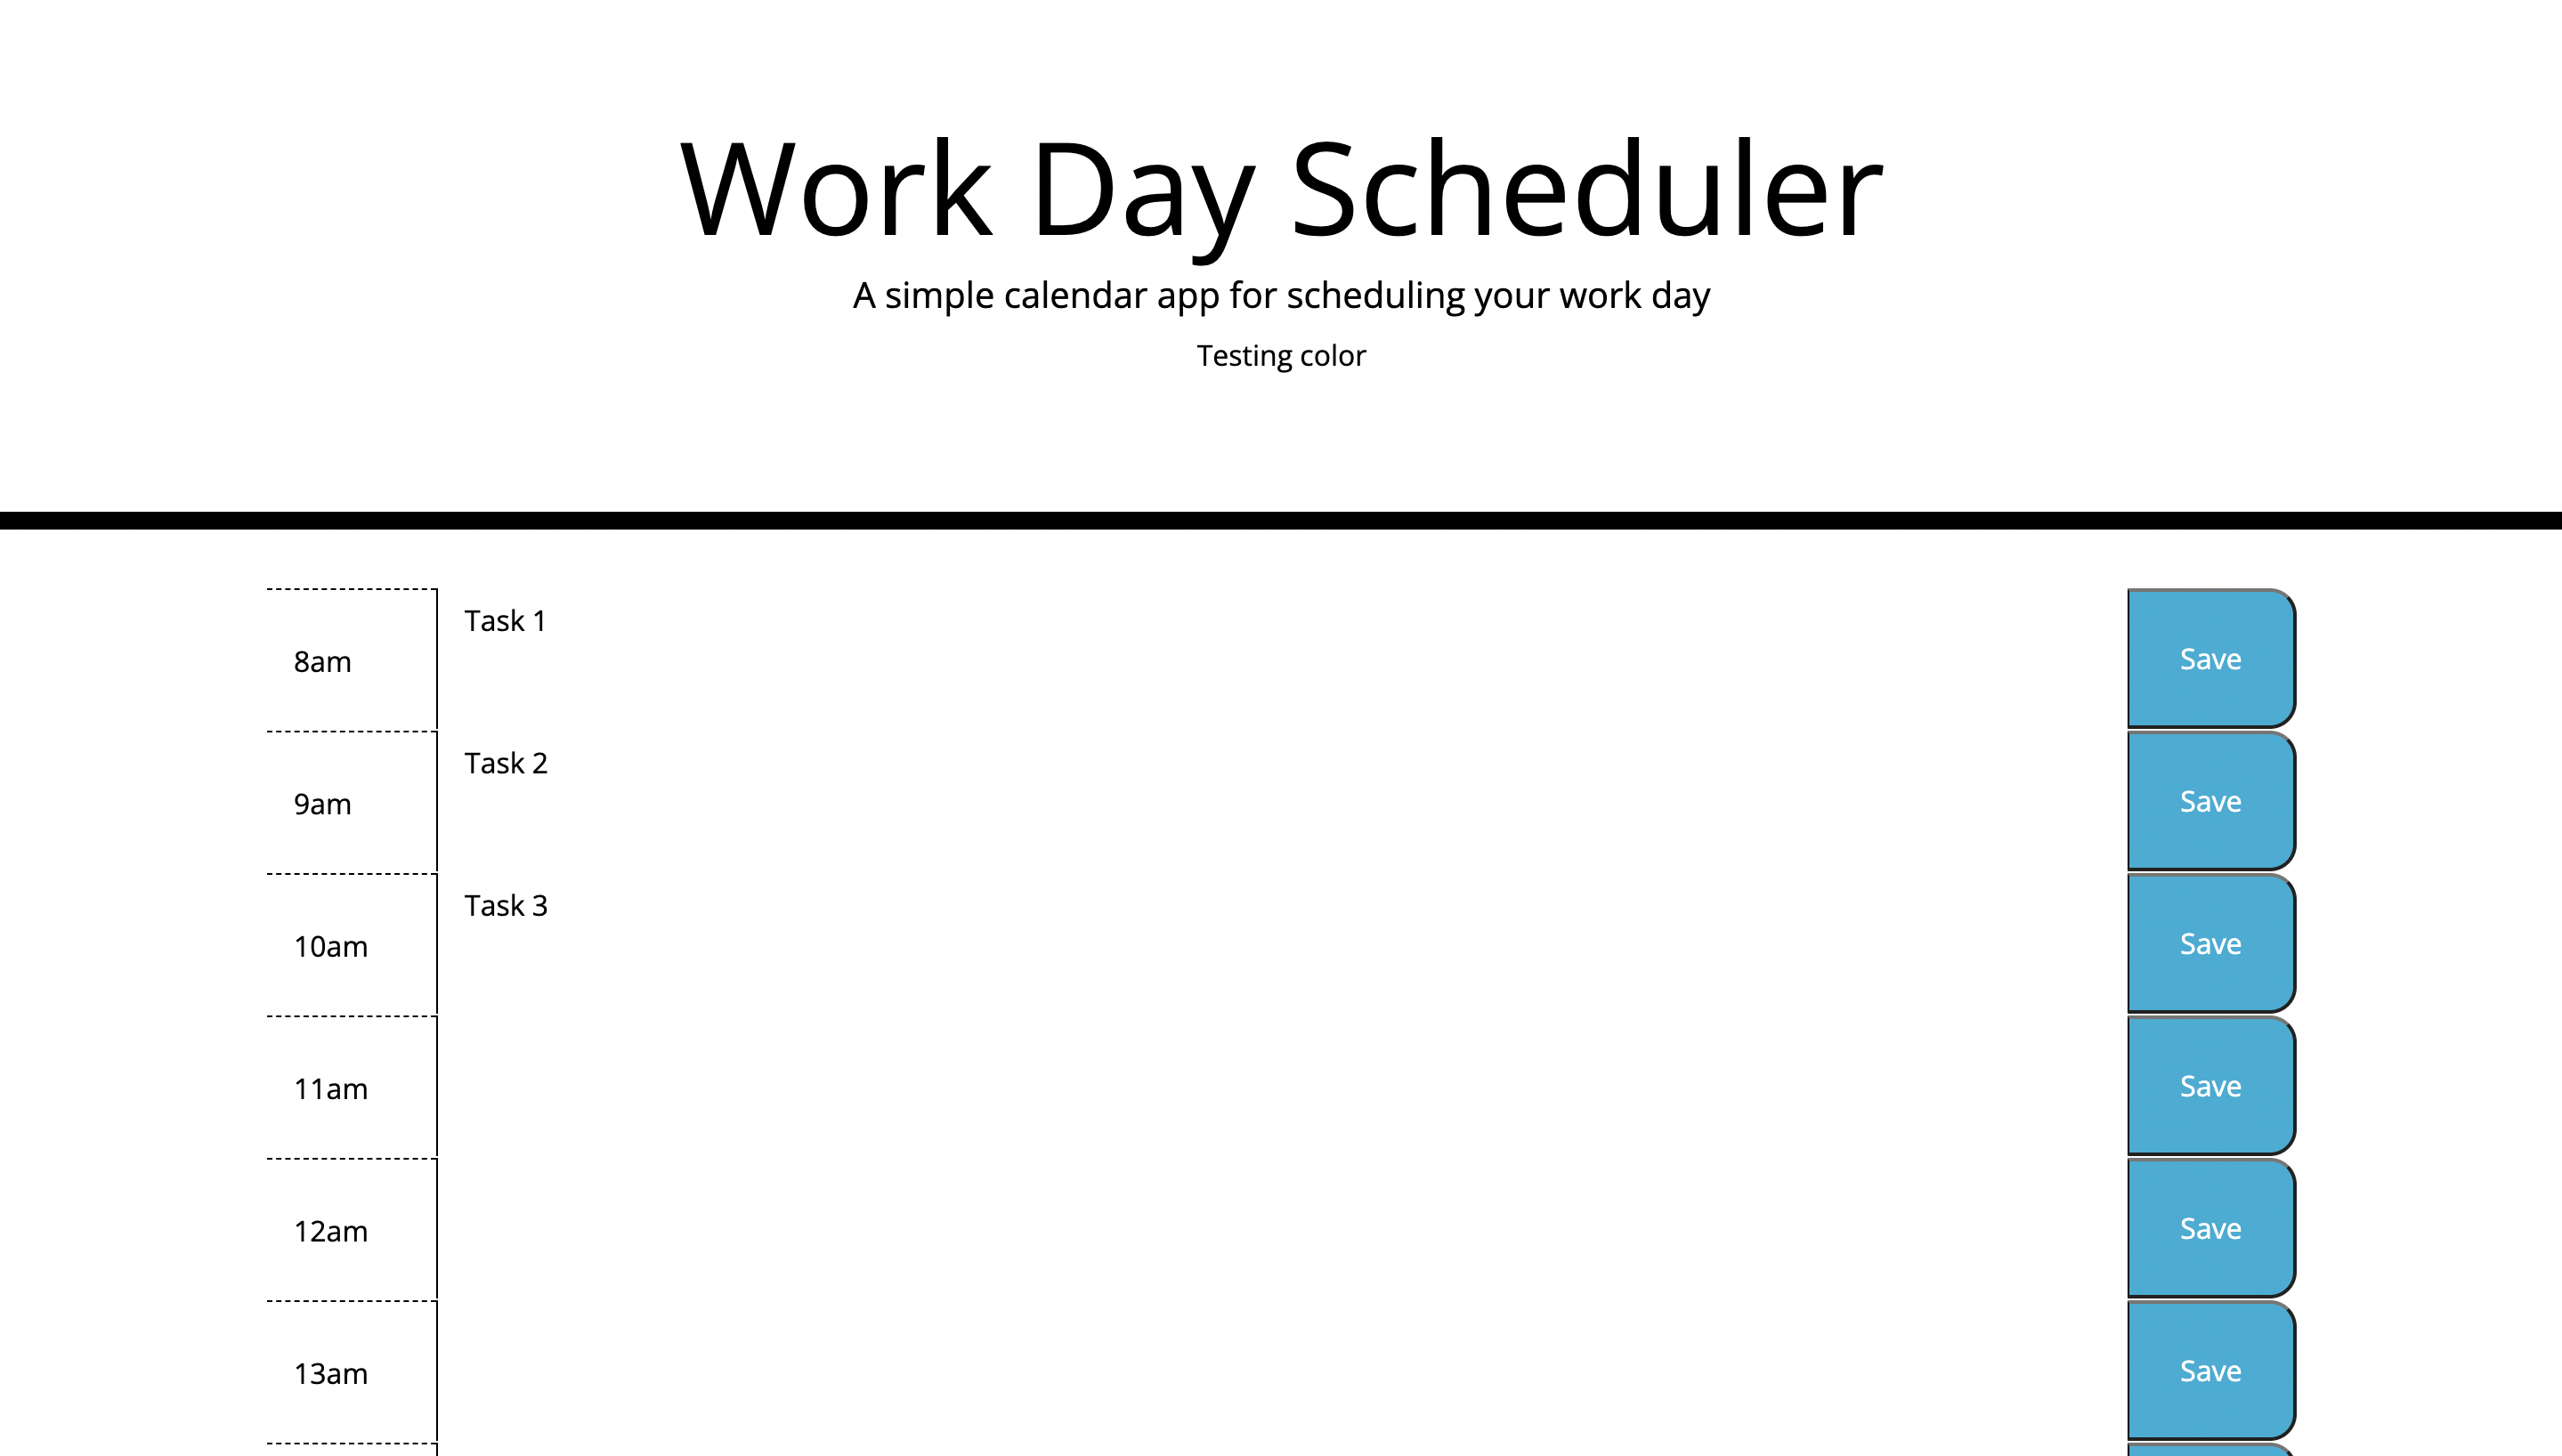 Work Day Scheduler
A simple calendar app for scheduling your work day
Testing color
Task 1
8am
Save
Task 2
9am
Save
Task 3
10am
Save
11am
Save
12am
Save
13am
Save